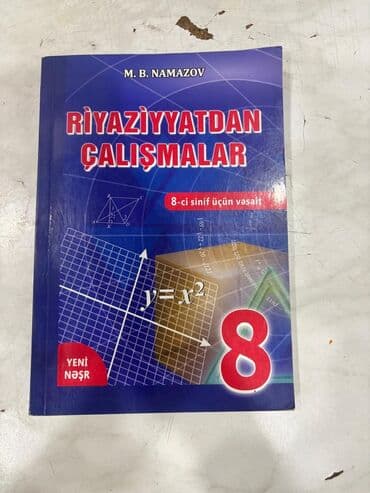 M. B. NAMAZOV
RİYAZİYYATDAN
ÇALIŞMALAR
8-ci sinif üçün vəsait
y=x²
YENİ
NƏŞR
8